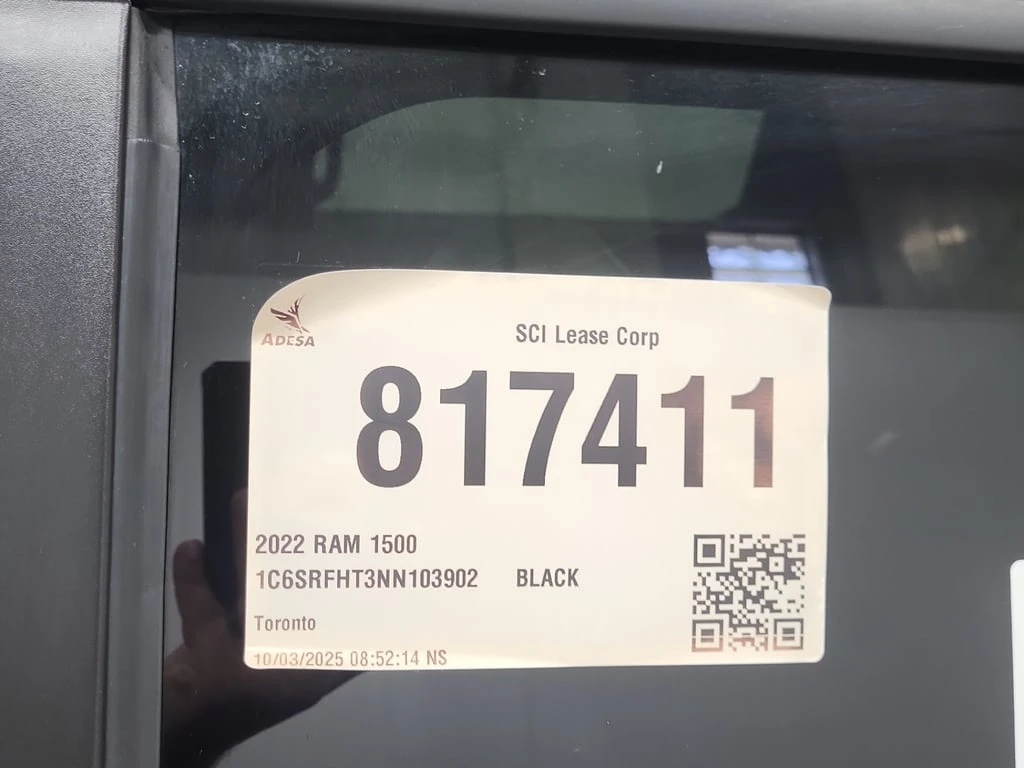 ADESA
SCI Lease Corp
817411
2022 RAM 1500
1C6SRFHT3NN103902 BLACK
Toronto
10/03/2025 08:52:14 NS